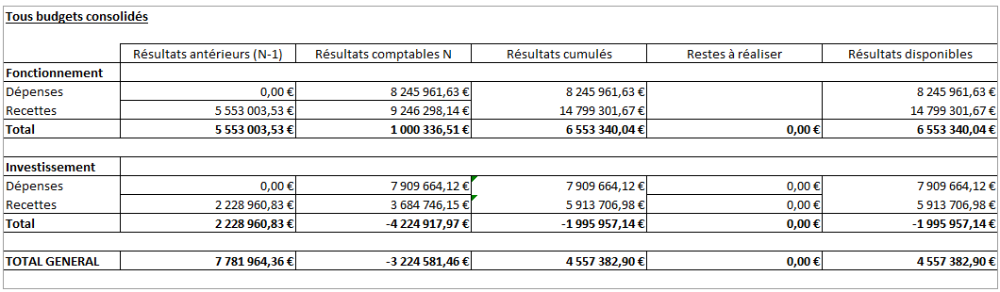 Tous budgets consolidés
Résultats antérieurs (N-1) Résultats comptables N Résultats cumulés Restes à réaliser Résultats disponibles
Fonctionnement
Dépenses 0,00 € 8 245 961,63 € 8 245 961,63 € 8 245 961,63 €
Recettes 5 553 003,53 € 9 246 298,14 € 14 799 301,67 € 14 799 301,67 €
Total 5 553 003,53 € 1 000 336,51 € 6 553 340,04 € 0,00 € 6 553 340,04 €
Investissement
Dépenses 0,00 € 7 909 664,12 € 7 909 664,12 € 0,00 € 7 909 664,12 €
Recettes 2 228 960,83 € 3 684 746,15 € 5 913 706,98 € 0,00 € 5 913 706,98 €
Total 2 228 960,83 € -4 224 917,97 € -1 995 957,14 € 0,00 € -1 995 957,14 €
TOTAL GENERAL 7 781 964,36 € -3 224 581,46 € 4 557 382,90 € 0,00 € 4 557 382,90 €